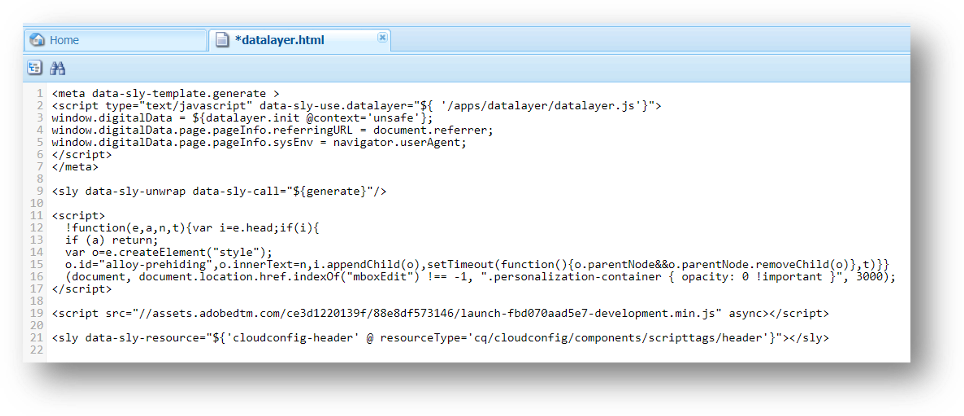 Home
*datalayer.html
1 <meta data-sly-template.generate >
2 <script type="text/javascript" data-sly-use.datalayer="${ '/apps/datalayer/datalayer.js'}">
3 window.digitalData = ${datalayer.init @context='unsafe'};
4 window.digitalData.page.pageInfo.referringURL = document.referrer;
5 window.digitalData.page.pageInfo.sysEnv = navigator.userAgent;
6 </script>
7 </meta>
8
9 <sly data-sly-unwrap data-sly-call="${generate}"/>
10
11 <script>
12   !function(e,a,n,t){var i=e.head;if(i){
13   if (a) return;
14   var o=e.createElement("style");
15   o.id="alloy-prehiding",o.innerText=n,i.appendChild(o),setTimeout(function(){o.parentNode&&o.parentNode.removeChild(o)},t)}}
16   (document, document.location.href.indexOf("mboxEdit") !== -1, ".personalization-container { opacity: 0 !important }", 3000);
17 </script>
18
19 <script src="//assets.adobedtm.com/ce3d1220139f/88e8df573146/launch-fbd070aad5e7-development.min.js" async></script>
20
21 <sly data-sly-resource="${'cloudconfig-header' @ resourceType='cq/cloudconfig/components/scripttags/header'}"></sly>
22